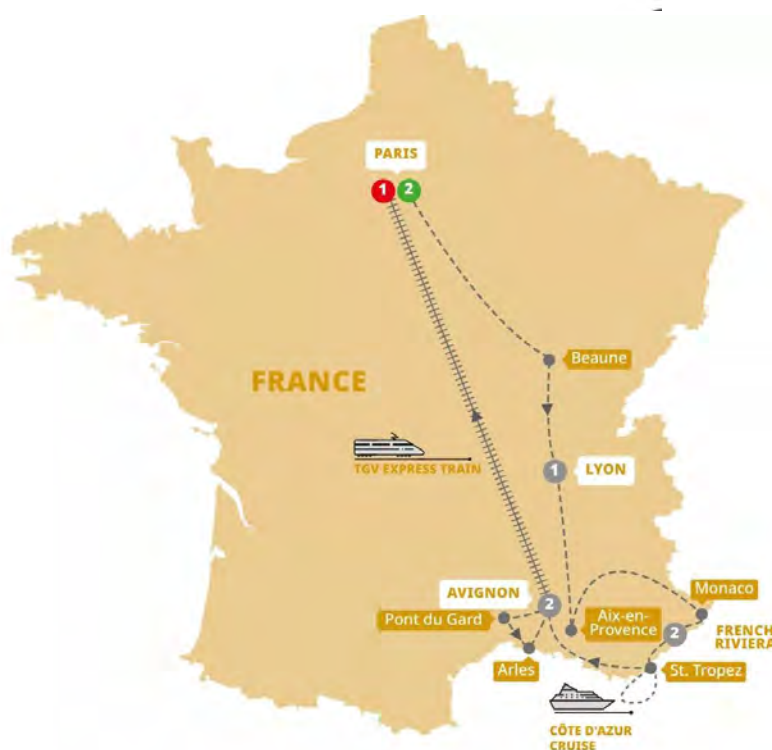 PARIS
1
2
Beaune
FRANCE
TGV EXPRESS TRAIN
1
LYON
AVIGNON
2
Pont du Gard
Arles
Aix-en-
Provence
Monaco
2
FRENCH
RIVIERA
St. Tropez
CÔTE D'AZUR
CRUISE